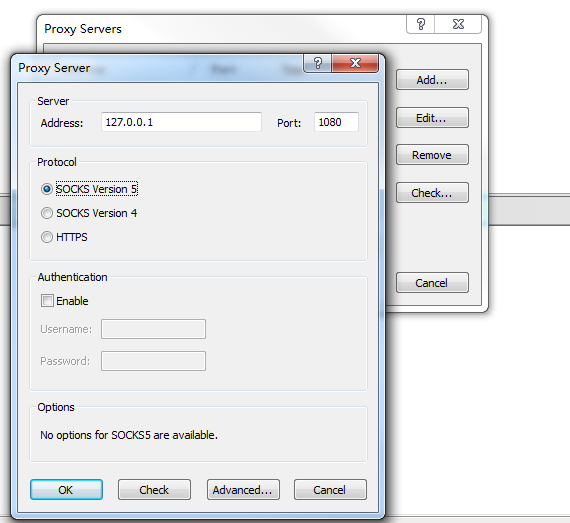 Proxy Servers
Add...
Edit...
Remove
Check...
Cancel
Proxy Server
Server
Address: 127.0.0.1 Port: 1080
Protocol
SOCKS Version 5
SOCKS Version 4
HTTPS
Authentication
Enable
Username:
Password:
Options
No options for SOCKS5 are available.
OK Check Advanced... Cancel